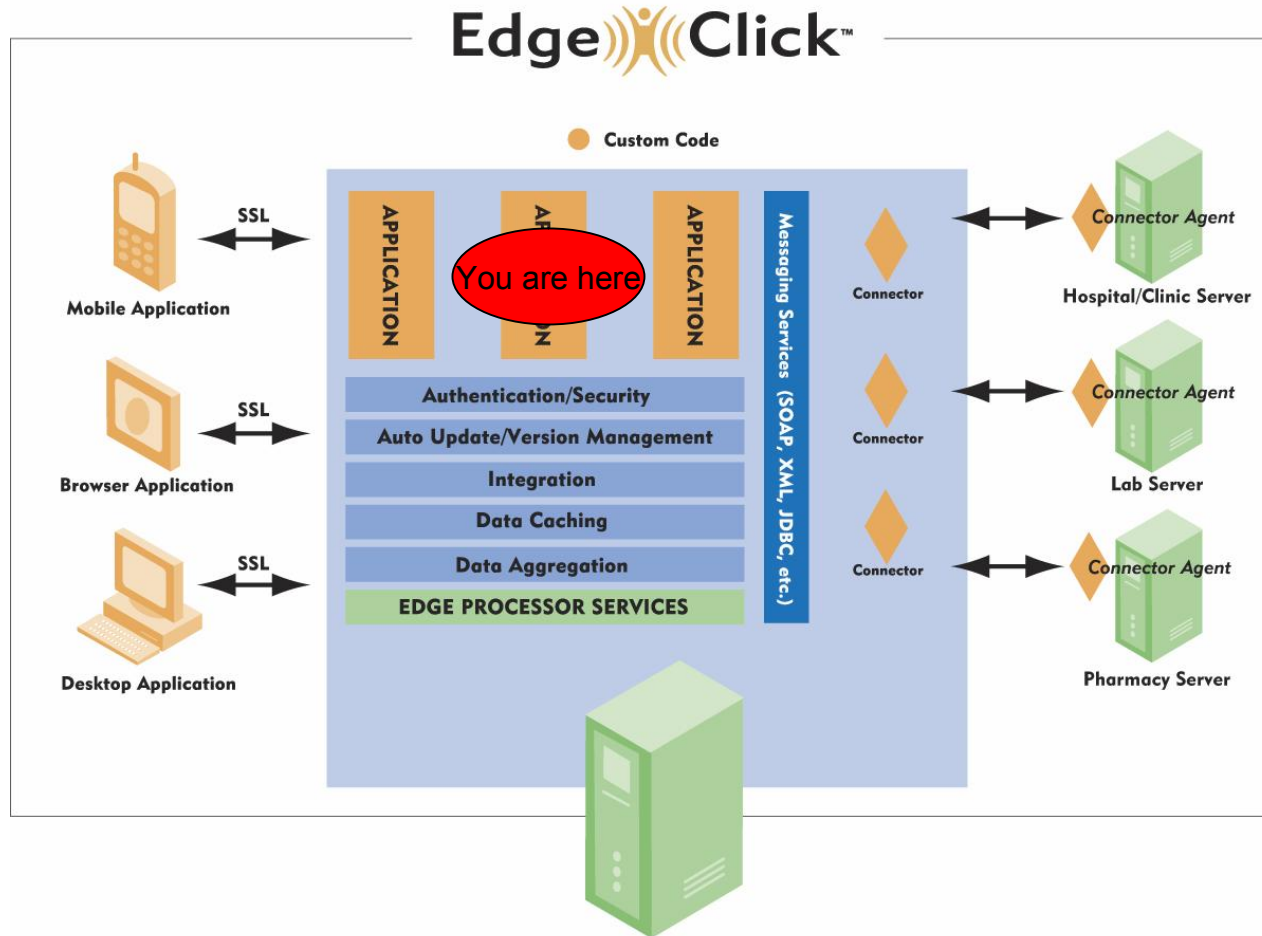 Edge Click™
Custom Code
SSL
Mobile Application
SSL
Browser Application
SSL
Desktop Application
APPLICATION
You are here
APPLICATION
Authentication/Security
Auto Update/Version Management
Integration
Data Caching
Data Aggregation
EDGE PROCESSOR SERVICES
Messaging Services (SOAP, XML, JDBC, etc.)
Connector
Connector
Connector
Connector Agent
Hospital/Clinic Server
Connector Agent
Lab Server
Connector Agent
Pharmacy Server